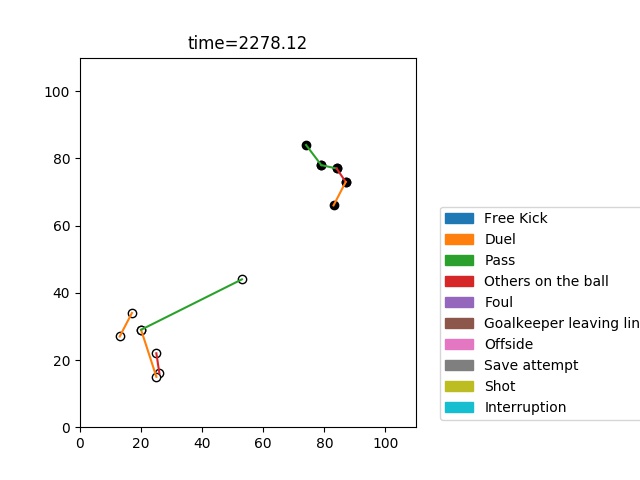 time=2278.12
100
80
60
40
20
0
0 20 40 60 80 100
Free Kick
Duel
Pass
Others on the ball
Foul
Goalkeeper leaving lin
Offside
Save attempt
Shot
Interruption